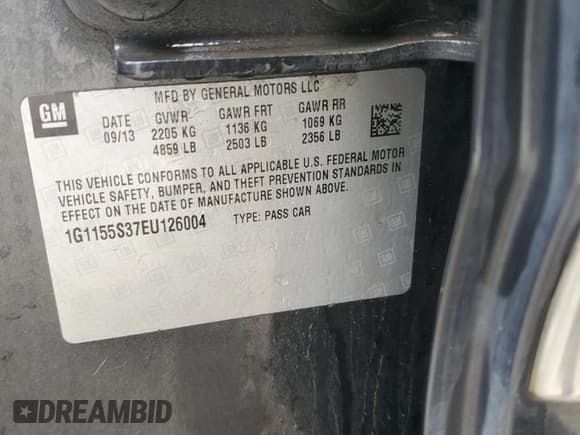 GM
MFD BY GENERAL MOTORS LLC
DATE GVWR GAWR FRT GAWR RR
09/13 2205 KG 1136 KG 1069 KG
4859 LB 2503 LB 2356 LB
THIS VEHICLE CONFORMS TO ALL APPLICABLE U.S. FEDERAL MOTOR
VEHICLE SAFETY, BUMPER, AND THEFT PREVENTION STANDARDS IN
EFFECT ON THE DATE OF MANUFACTURE SHOWN ABOVE.
1G1155S37EU126004 TYPE: PASS CAR
DREAMBID